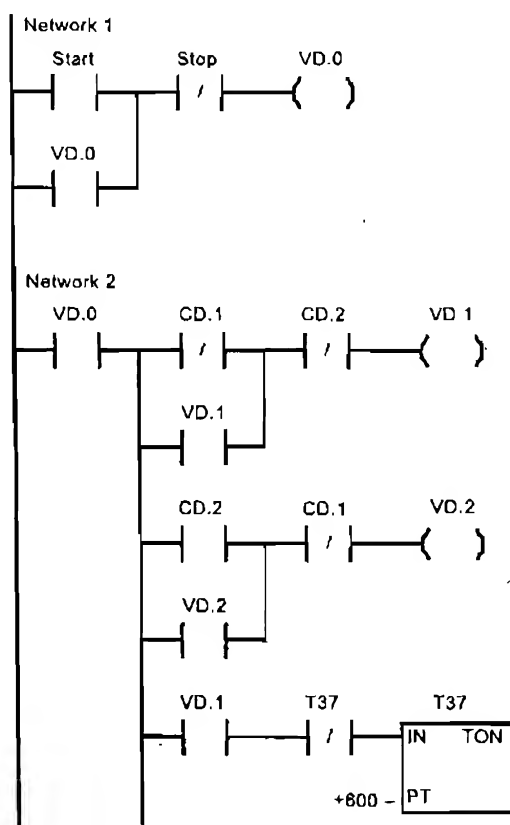 Network 1
Start Stop VD.0
VD.0
Network 2
VD.0 CD.1 CD.2 VD 1
VD.1
CD.2 CD.1 VD.2
VD.2
VD.1 T37 T37
IN TON
+600 PT